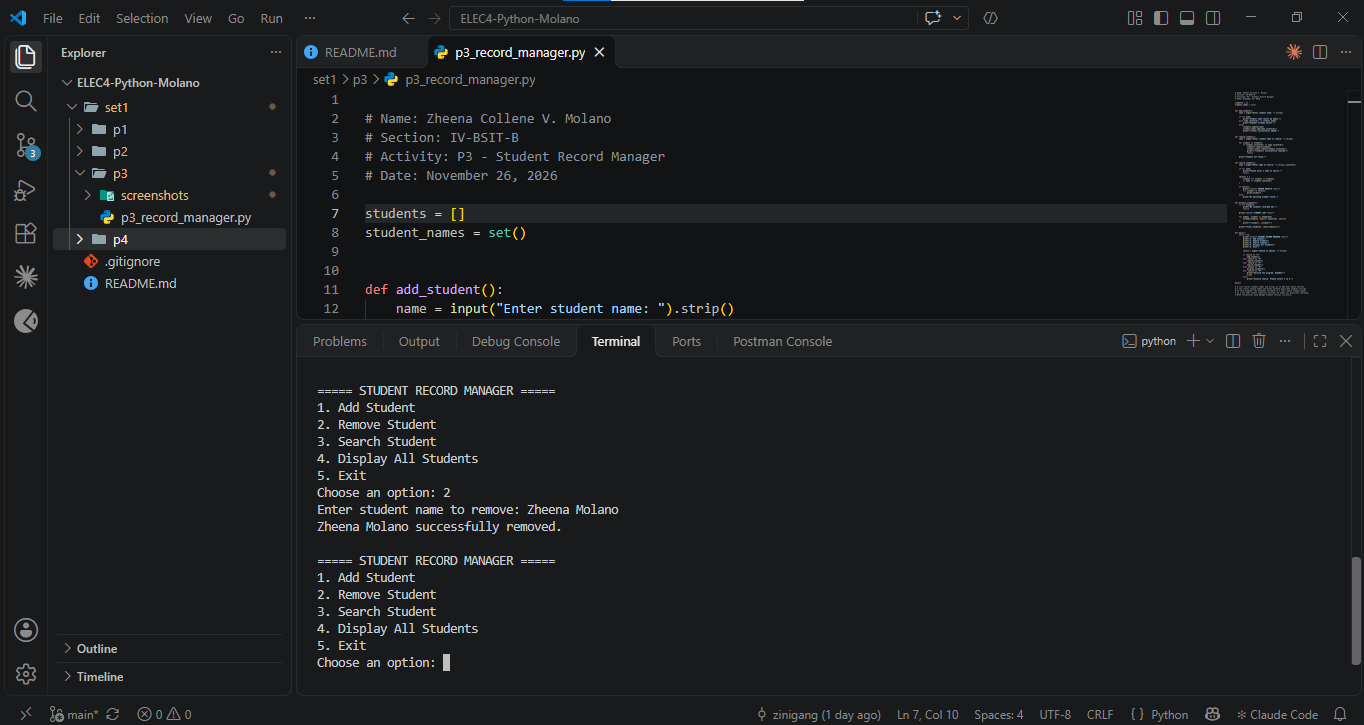 File Edit Selection View Go Run ···
ELEC4-Python-Molano
Explorer
ELEC4-Python-Molano
set1
p1
p2
p3
screenshots
p3_record_manager.py
p4
.gitignore
README.md
Outline
Timeline
3
README.md
p3_record_manager.py
set1 > p3 > p3_record_manager.py
1
2 # Name: Zheena Collene V. Molano
3 # Section: IV-BSIT-B
4 # Activity: P3 - Student Record Manager
5 # Date: November 26, 2026
6
7 students = []
8 student_names = set()
9
10
11 def add_student():
12 name = input("Enter student name: ").strip()
Problems Output Debug Console Terminal Ports Postman Console
python
===== STUDENT RECORD MANAGER =====
1. Add Student
2. Remove Student
3. Search Student
4. Display All Students
5. Exit
Choose an option: 2
Enter student name to remove: Zheena Molano
Zheena Molano successfully removed.
===== STUDENT RECORD MANAGER =====
1. Add Student
2. Remove Student
3. Search Student
4. Display All Students
5. Exit
Choose an option:
main* 0 0 zinigang (1 day ago) Ln 7, Col 10 Spaces: 4 UTF-8 CRLF {} Python Claude Code